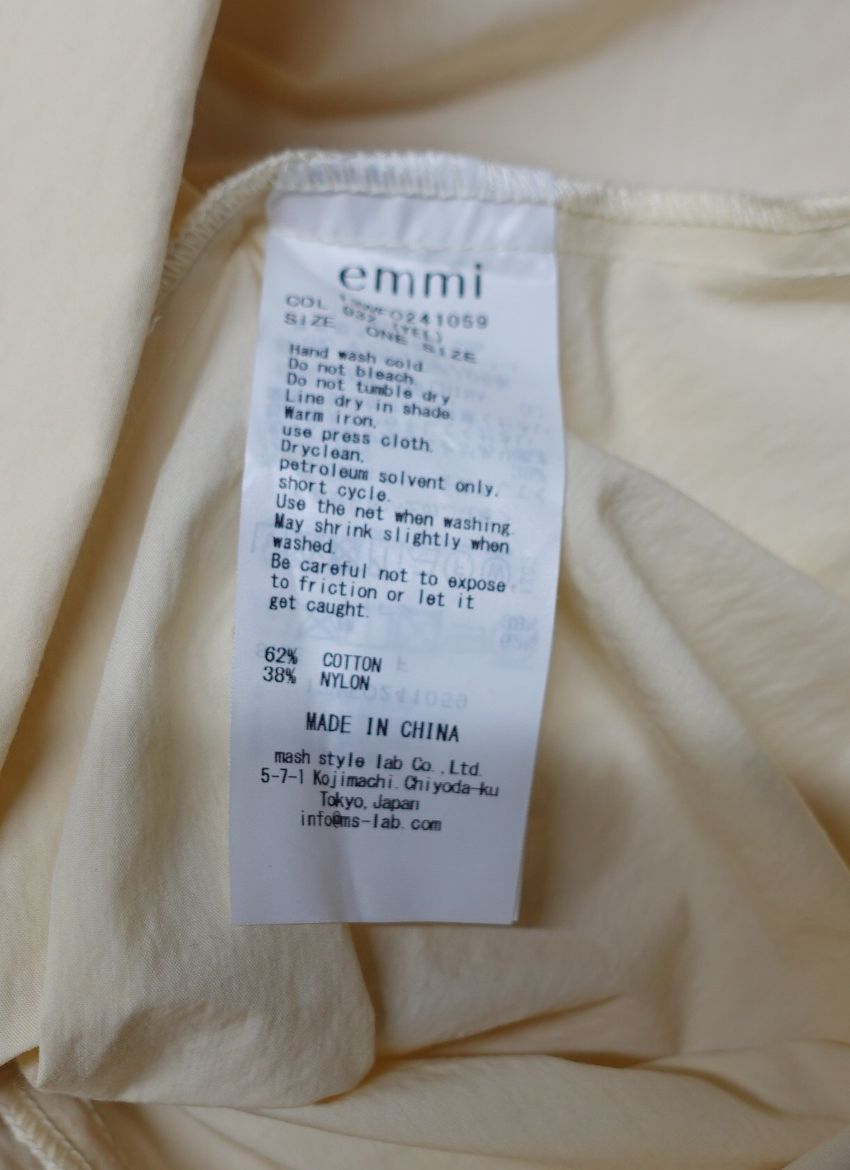 emmi
0241059
COL 032 (YEL)
SIZE ONE SIZE
Hand wash cold
Do not bleach.
Do not tumble dry
Line dry in shade.
Warm iron,
use press cloth.
Dryclean,
petroleum solvent only,
short cycle.
Use the net when washing.
May shrink slightly when
washed.
Be careful not to expose
to friction or let it
get caught.
62% COTTON
38% NYLON
MADE IN CHINA
mash style lab Co.,Ltd.
5-7-1 Kojimachi.Chiyoda-ku
Tokyo,Japan
info@ms-lab.com